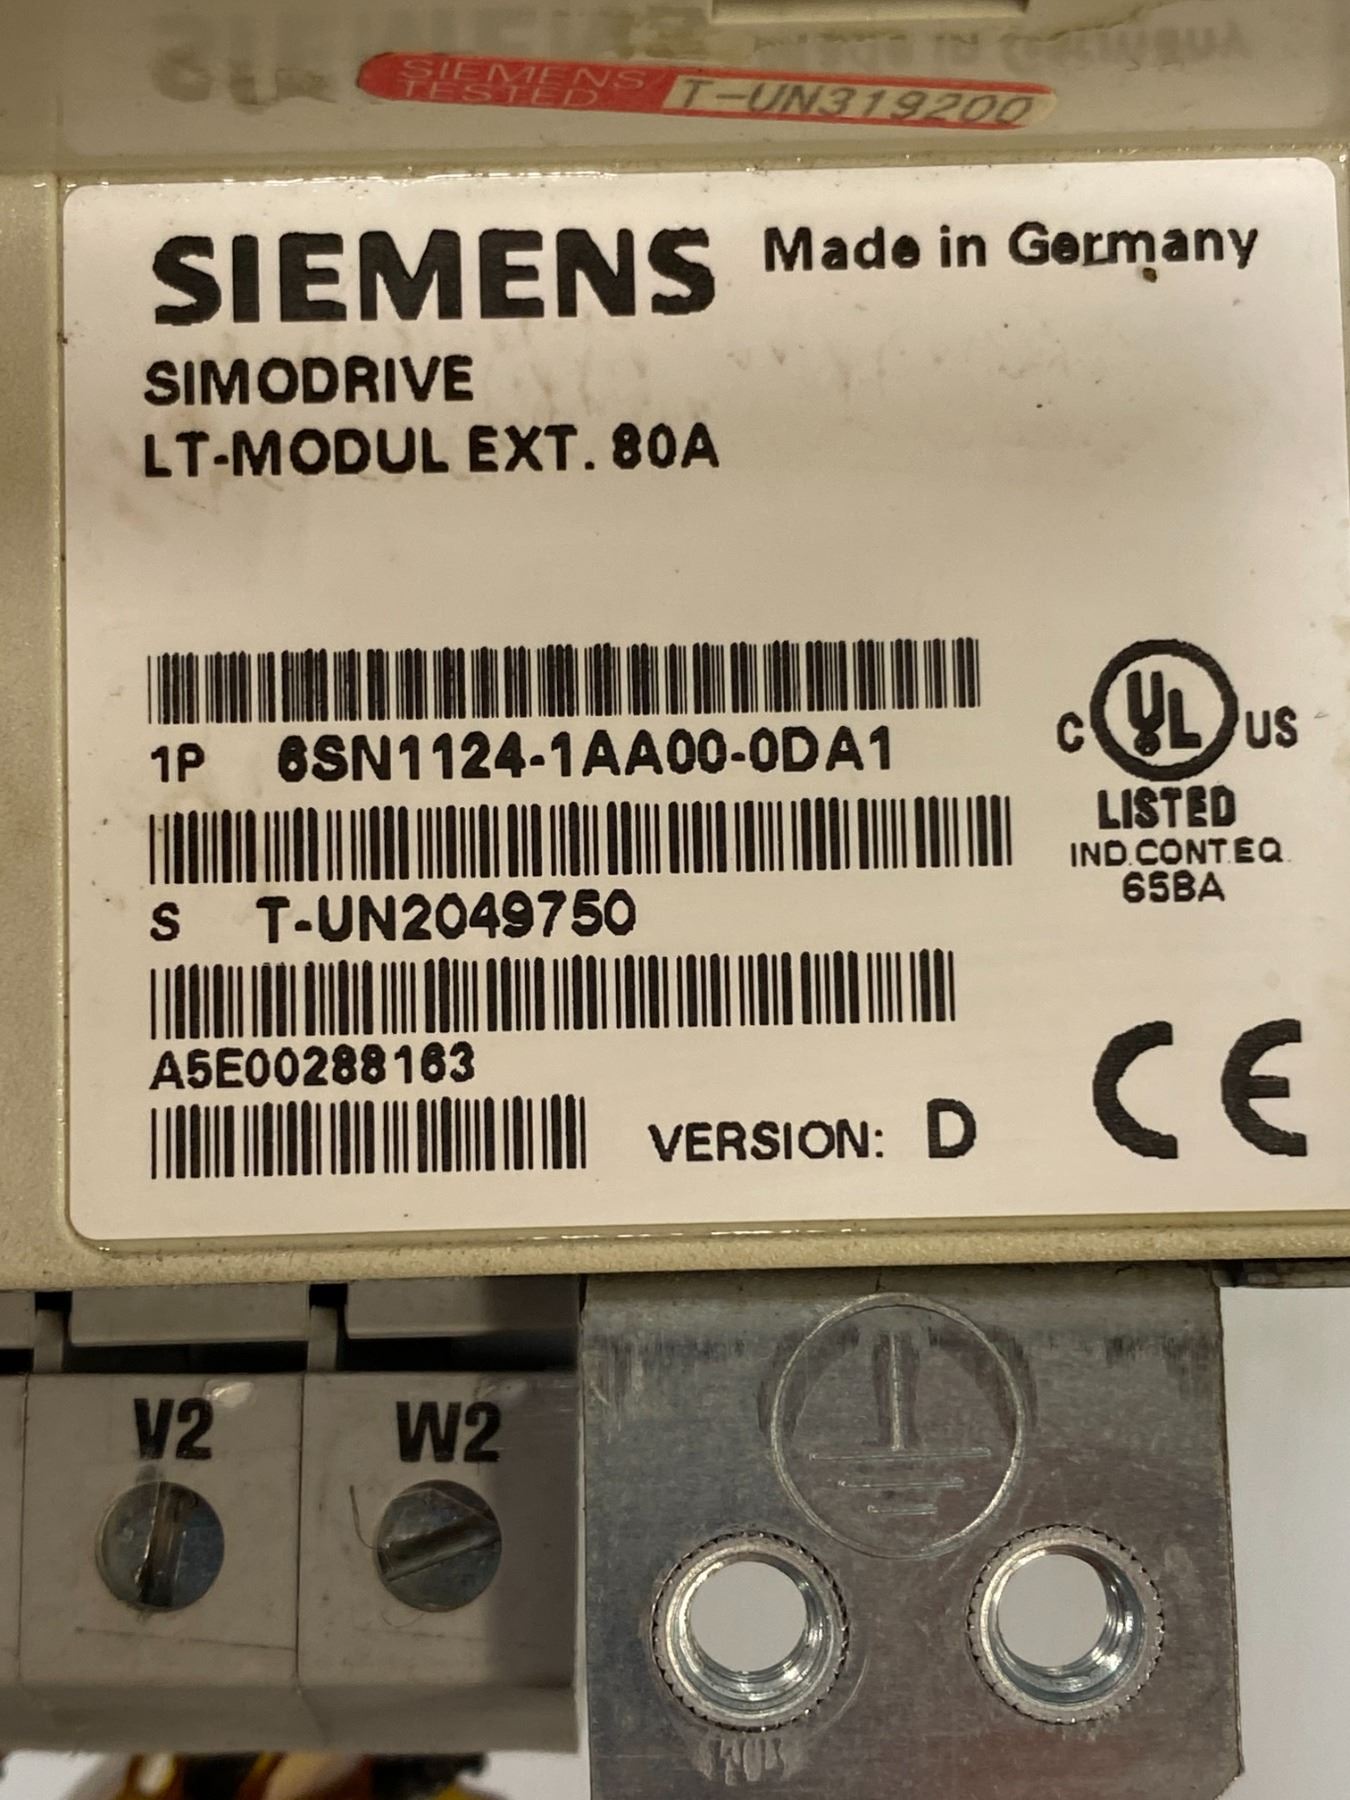 SIEMENS
TESTED
T-UN319200
SIEMENS Made in Germany
SIMODRIVE
LT-MODUL EXT. 80A
1P 6SN1124-1AA00-0DA1
C UL US
LISTED
IND.CONT.EQ.
65BA
S T-UN2049750
A5E00288163
VERSION: D
CE
V2 W2